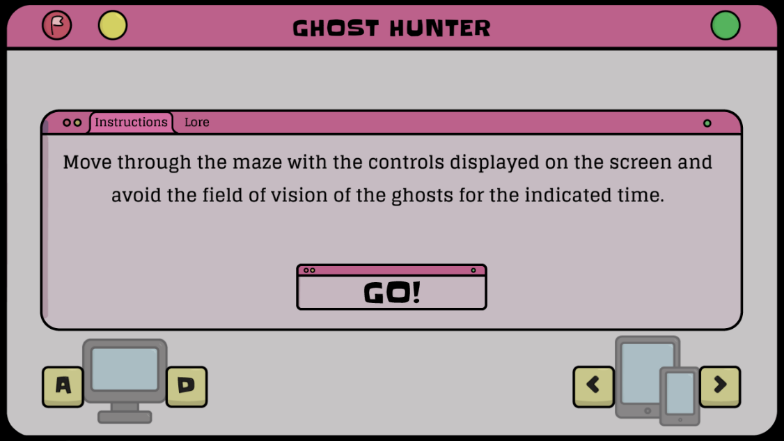 GHOST HUNTER
Instructions Lore
Move through the maze with the controls displayed on the screen and
avoid the field of vision of the ghosts for the indicated time.
GO!
A D < >